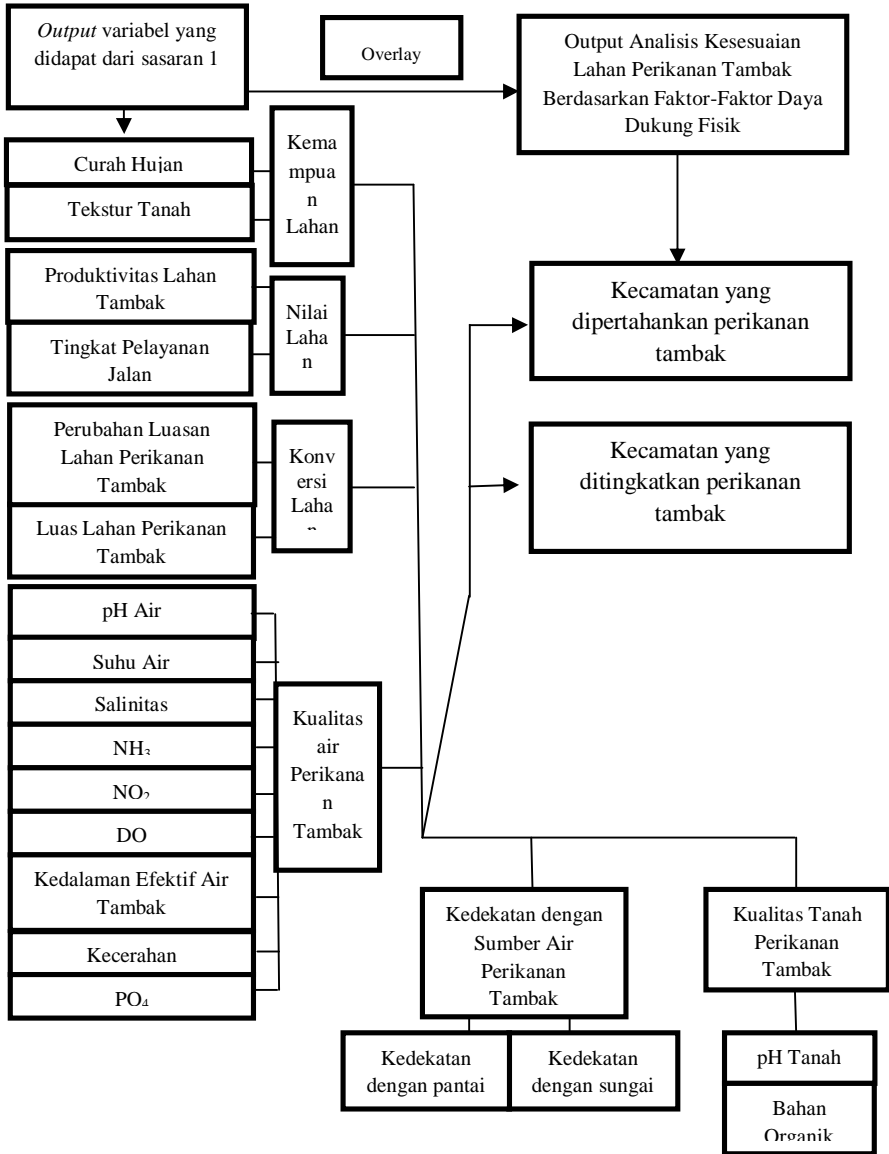 Output variabel yang
didapat dari sasaran 1
Overlay
Output Analisis Kesesuaian
Lahan Perikanan Tambak
Berdasarkan Faktor-Faktor Daya
Dukung Fisik
Curah Hujan
Tekstur Tanah
Kema
mpua
n
Lahan
Produktivitas Lahan
Tambak
Tingkat Pelayanan
Jalan
Nilai
Laha
n
Kecamatan yang
dipertahankan perikanan
tambak
Perubahan Luasan
Lahan Perikanan
Tambak
Luas Lahan Perikanan
Tambak
Konv
ersi
Laha
n
Kecamatan yang
ditingkatkan perikanan
tambak
pH Air
Suhu Air
Salinitas
NH₃
NO₂
DO
Kedalaman Efektif Air
Tambak
Kecerahan
PO₄
Kualitas
air
Perikana
n
Tambak
Kedekatan dengan
Sumber Air
Perikanan
Tambak
Kualitas Tanah
Perikanan
Tambak
Kedekatan
dengan pantai
Kedekatan
dengan sungai
pH Tanah
Bahan
Organik